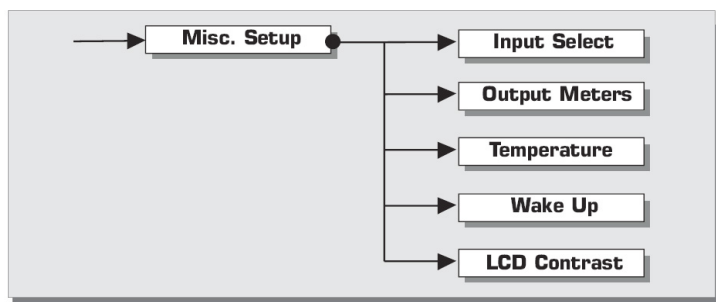 Misc. Setup
Input Select
Output Meters
Temperature
Wake Up
LCD Contrast